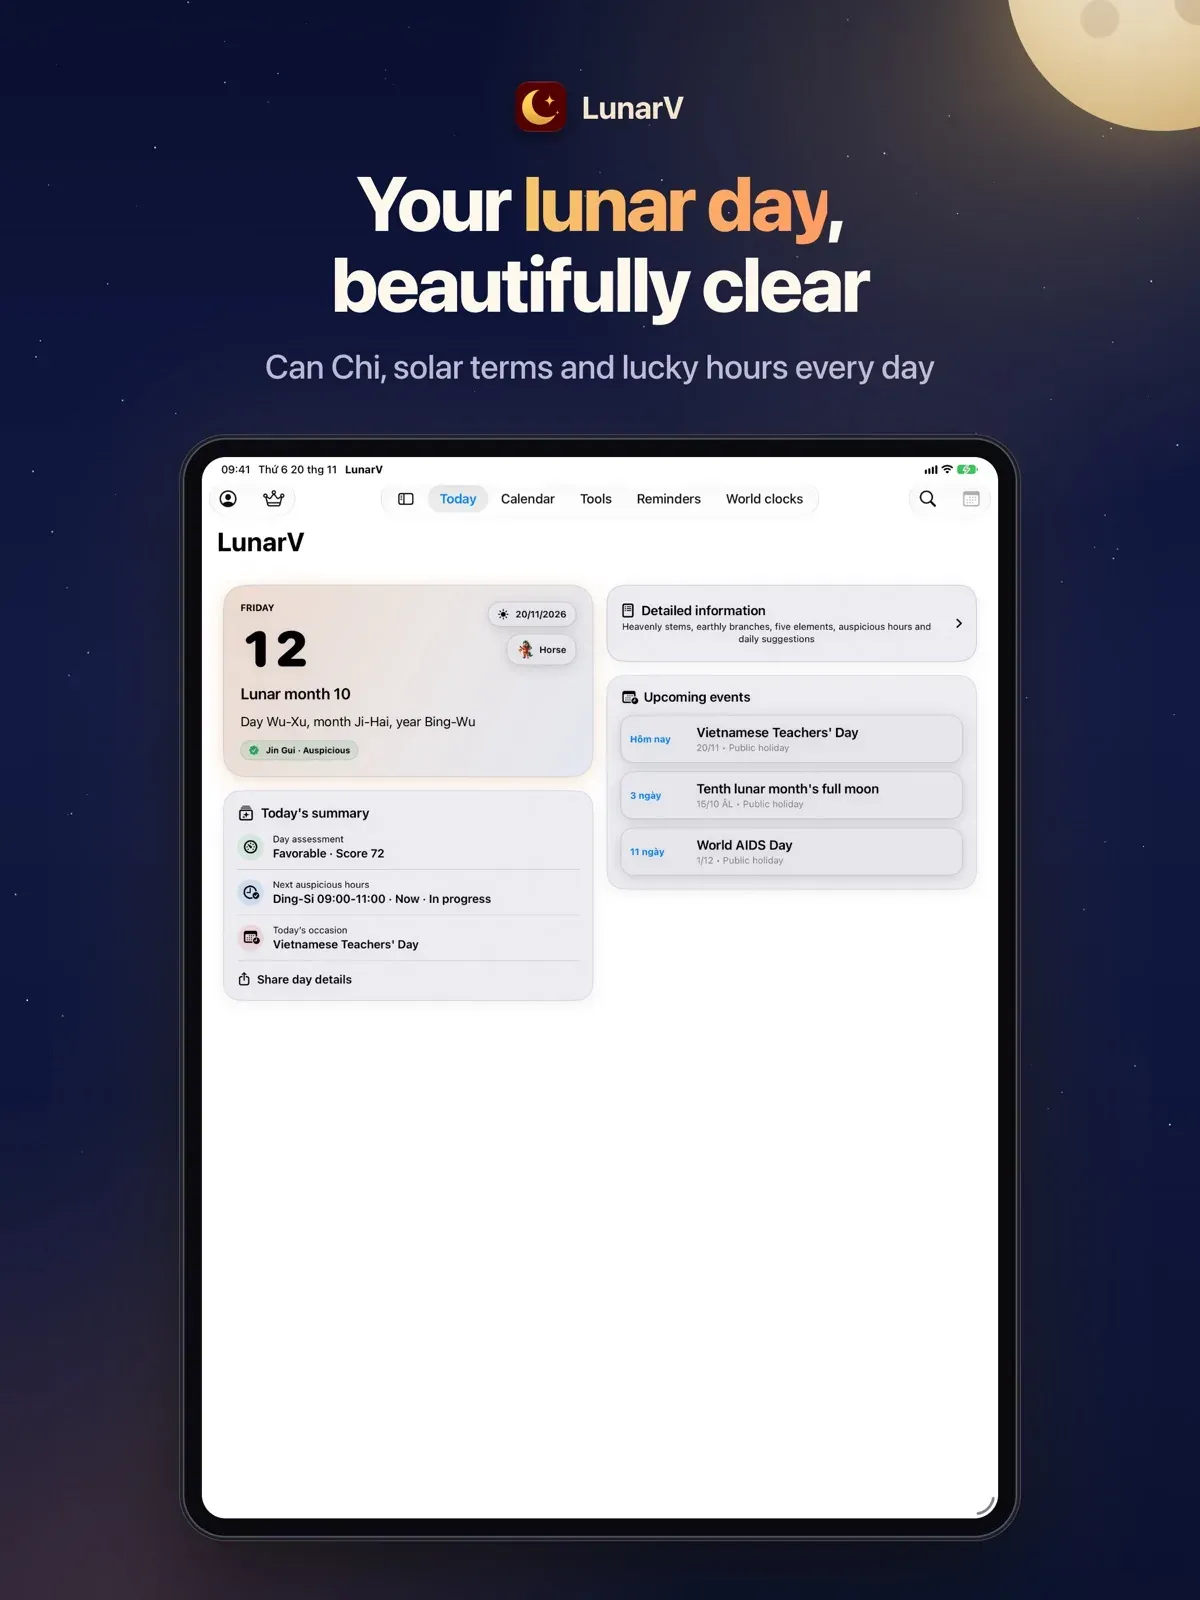 LunarV
Your lunar day,
beautifully clear
Can Chi, solar terms and lucky hours every day
09:41 Thứ 6 20 thg 11 LunarV
Today Calendar Tools Reminders World clocks
LunarV
FRIDAY
20/11/2026
12
Horse
Lunar month 10
Day Wu-Xu, month Ji-Hai, year Bing-Wu
Jin Gui · Auspicious
Today's summary
Day assessment
Favorable · Score 72
Next auspicious hours
Ding-Si 09:00-11:00 · Now · In progress
Today's occasion
Vietnamese Teachers' Day
Share day details
Detailed information
Heavenly stems, earthly branches, five elements, auspicious hours and
daily suggestions
Upcoming events
Hôm nay
Vietnamese Teachers' Day
20/11 • Public holiday
3 ngày
Tenth lunar month's full moon
15/10 ÂL • Public holiday
11 ngày
World AIDS Day
1/12 • Public holiday